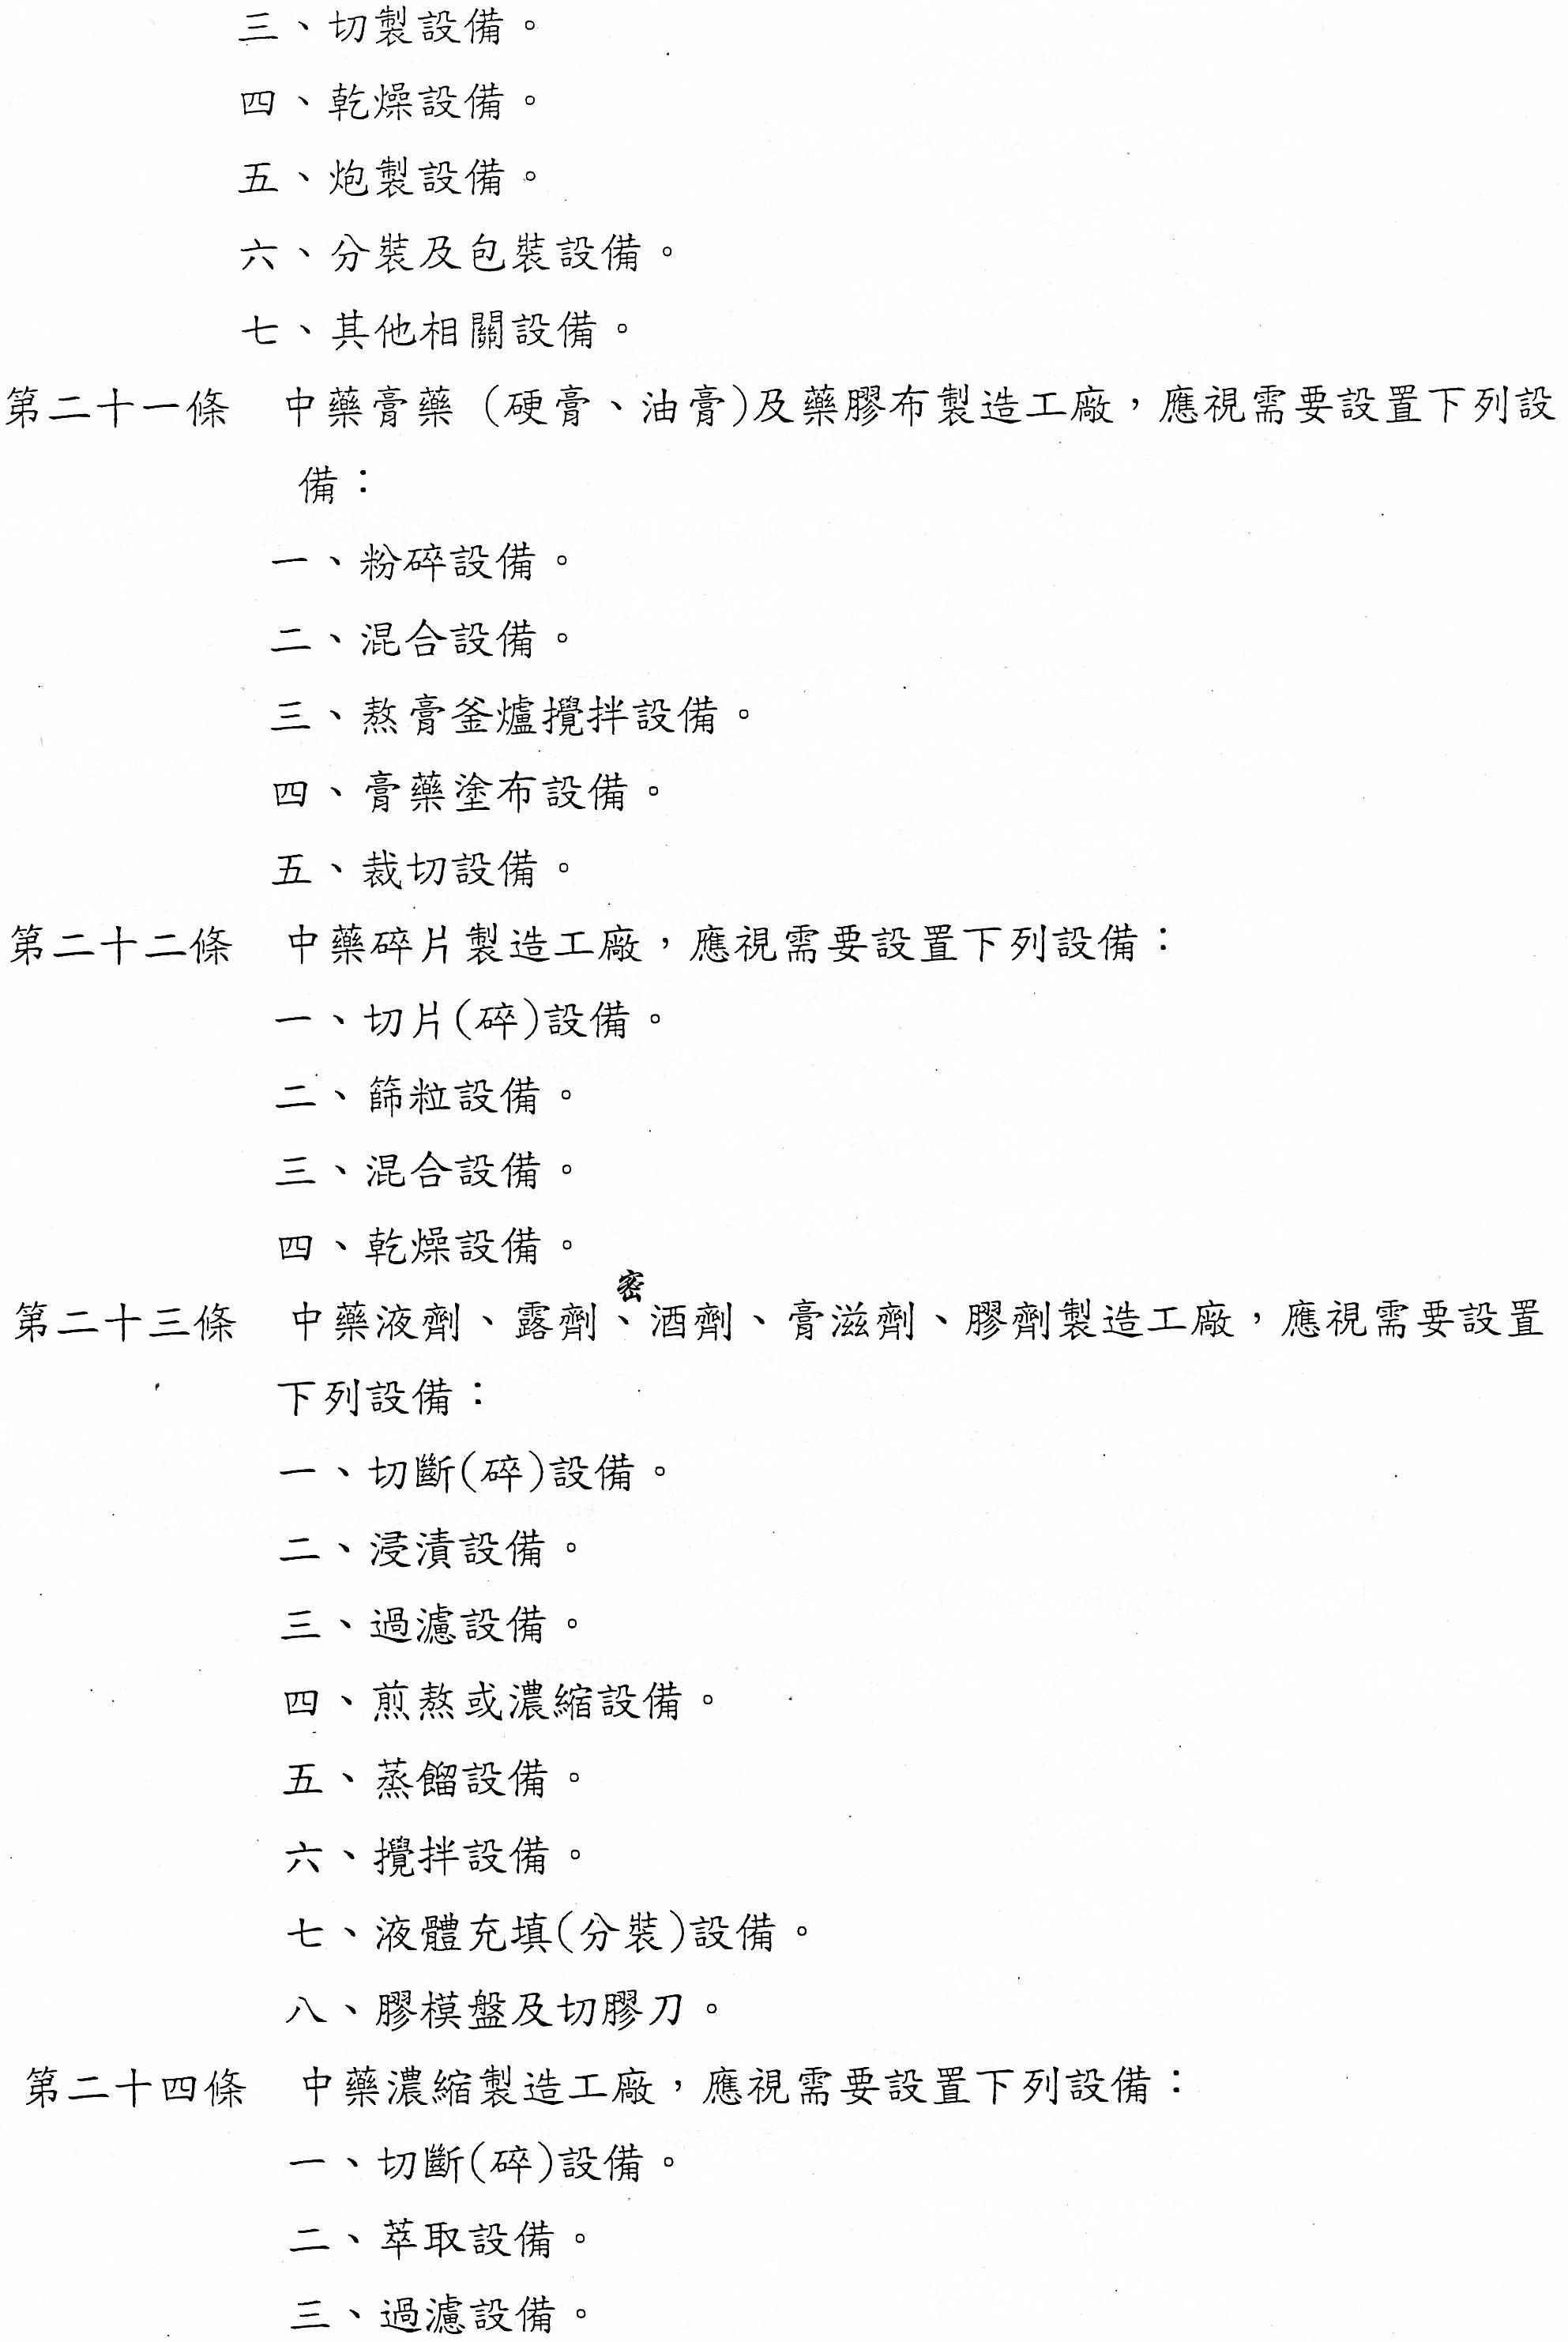 三、切製設備。
四、乾燥設備。
五、炮製設備。
六、分裝及包裝設備。
七、其他相關設備。
第二十一條　中藥膏藥（硬膏、油膏)及藥膠布製造工廠，應視需要設置下列設
備：
一、粉碎設備。
二、混合設備。
三、熬膏釜爐攪拌設備。
四、膏藥塗布設備。
五、裁切設備。
第二十二條　中藥碎片製造工廠，應視需要設置下列設備：
一、切片(碎)設備。
二、篩粒設備。
三、混合設備。
四、乾燥設備。
密
第二十三條　中藥液劑、露劑、酒劑、膏滋劑、膠劑製造工廠，應視需要設置
下列設備：
一、切斷(碎)設備。
二、浸漬設備。
三、過濾設備。
四、煎熬或濃縮設備。
五、蒸餾設備。
六、攪拌設備。
七、液體充填(分裝)設備。
八、膠模盤及切膠刀。
第二十四條　中藥濃縮製造工廠，應視需要設置下列設備：
一、切斷(碎)設備。
二、萃取設備。
三、過濾設備。